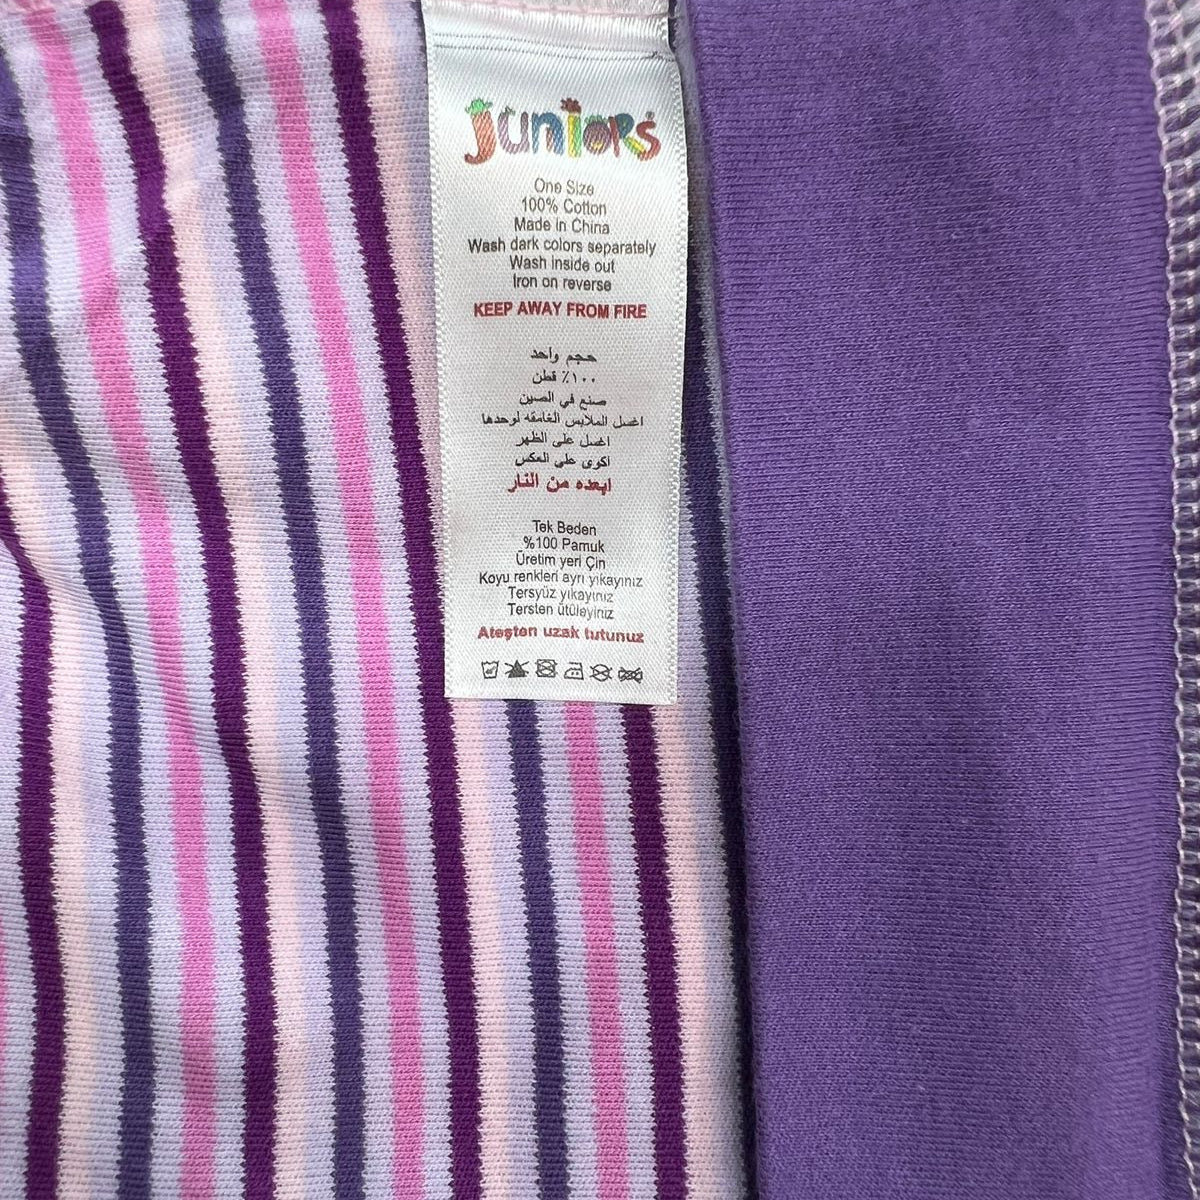 juniors
One Size
100% Cotton
Made in China
Wash dark colors separately
Wash inside out
Iron on reverse
KEEP AWAY FROM FIRE
حجم واحد
١٠٠٪ قطن
صنع في الصين
اغسل الملابس الغامقه لوحدها
اغسل على الظهر
اكوى على العكس
ابعده من النار
Tek Beden
%100 Pamuk
Üretim yeri Çin
Koyu renkleri ayrı yıkayınız
Tersyüz yıkayınız
Tersten ütüleyiniz
Ateşten uzak tutunuz